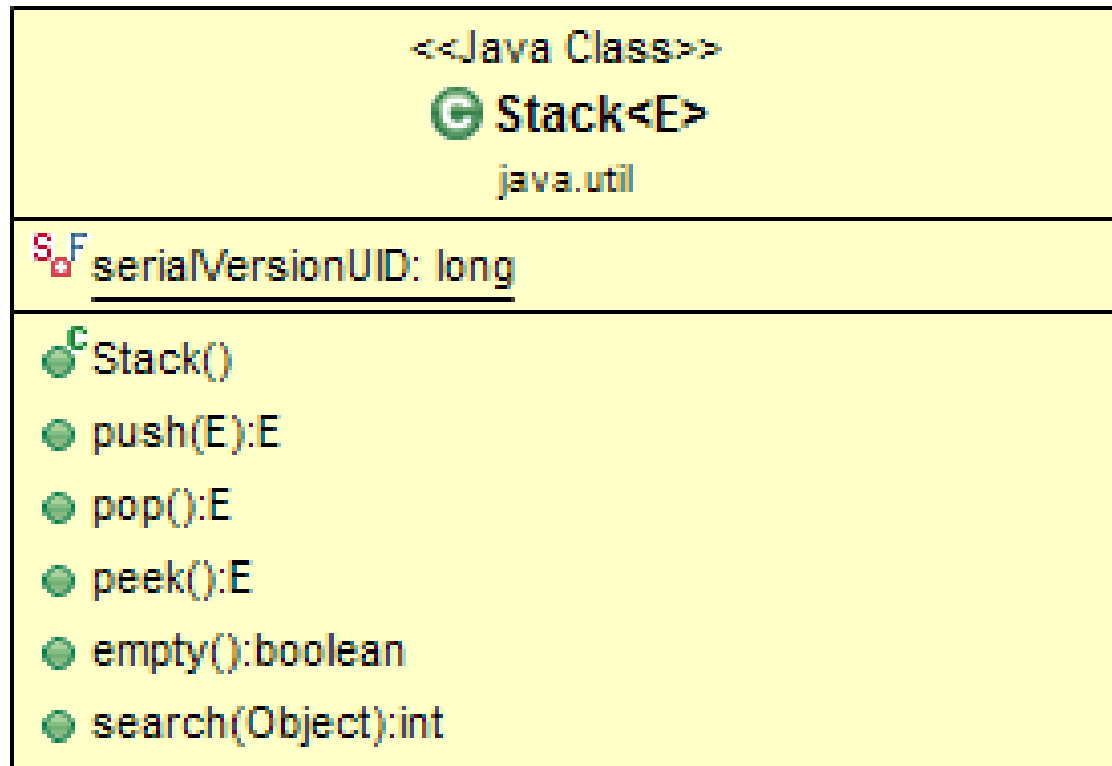 <<Java Class>>
C Stack<E>
java.util
S F serialVersionUID: long
C Stack()
push(E):E
pop():E
peek():E
empty():boolean
search(Object):int